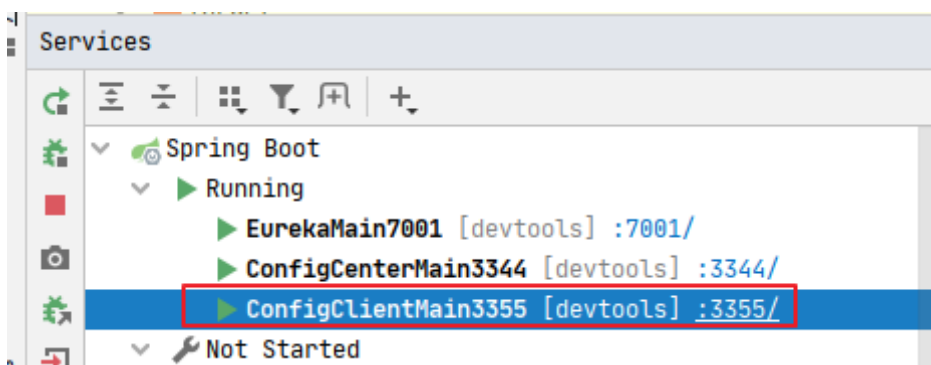 Services
Spring Boot
Running
EurekaMain7001 [devtools] :7001/
ConfigCenterMain3344 [devtools] :3344/
ConfigClientMain3355 [devtools] :3355/
Not Started